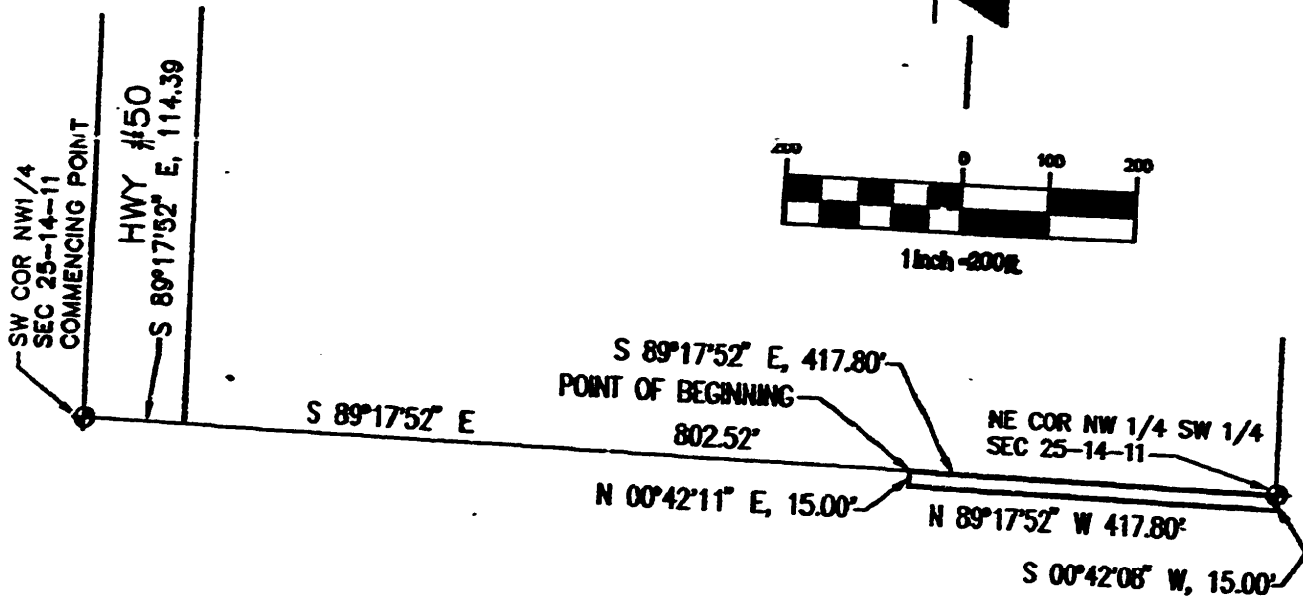 SW COR NW1/4
SEC 25-14-11
COMMENCING POINT
HWY #50
S 89°17'52" E, 114.39
200 0 100 200
1 inch =200ft.
S 89°17'52" E, 417.80'
POINT OF BEGINNING
NE COR NW 1/4 SW 1/4
SEC 25-14-11
S 89°17'52" E
802.52'
N 00°42'11" E, 15.00'
N 89°17'52" W 417.80'
S 00°42'08" W, 15.00'